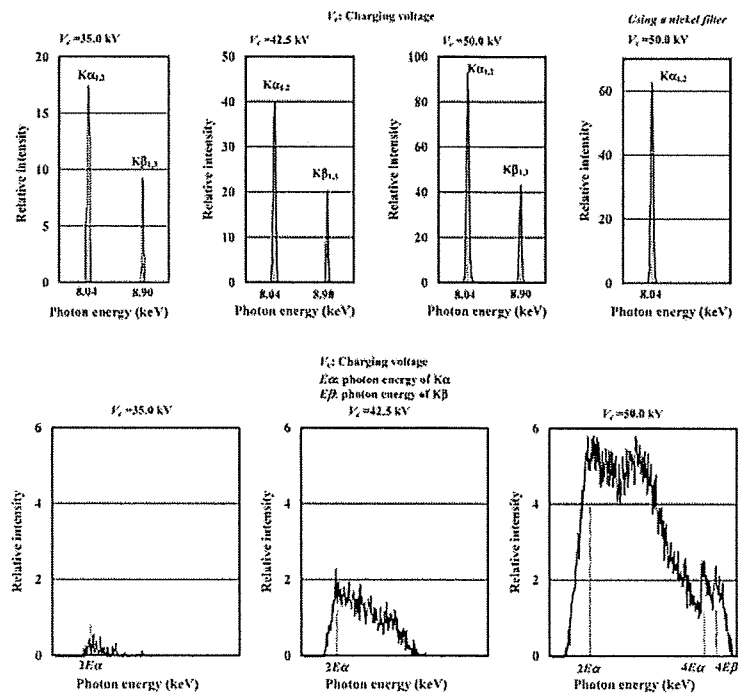 Vc: Charging voltage
Using a nickel filter
Vc =35.0 kV
Vc =42.5 kV
Vc =50.0 kV
Vc =50.0 kV
Relative intensity
20
15
10
5
0
Kα1,2
Kβ1,3
8.04
8.90
Photon energy (keV)
Relative intensity
50
40
30
20
10
0
Kα1,2
Kβ1,3
8.04
8.90
Photon energy (keV)
Relative intensity
100
80
60
40
20
0
Kα1,2
Kβ1,3
8.04
8.90
Photon energy (keV)
Relative intensity
60
40
20
0
Kα1,2
8.04
Photon energy (keV)
Vc: Charging voltage
Eα: photon energy of Kα
Eβ: photon energy of Kβ
Vc =35.0 kV
Vc =42.5 kV
Vc =50.0 kV
Relative intensity
6
4
2
0
2Eα
Photon energy (keV)
Relative intensity
6
4
2
0
2Eα
Photon energy (keV)
Relative intensity
6
4
2
0
2Eα
4Eα
4Eβ
Photon energy (keV)